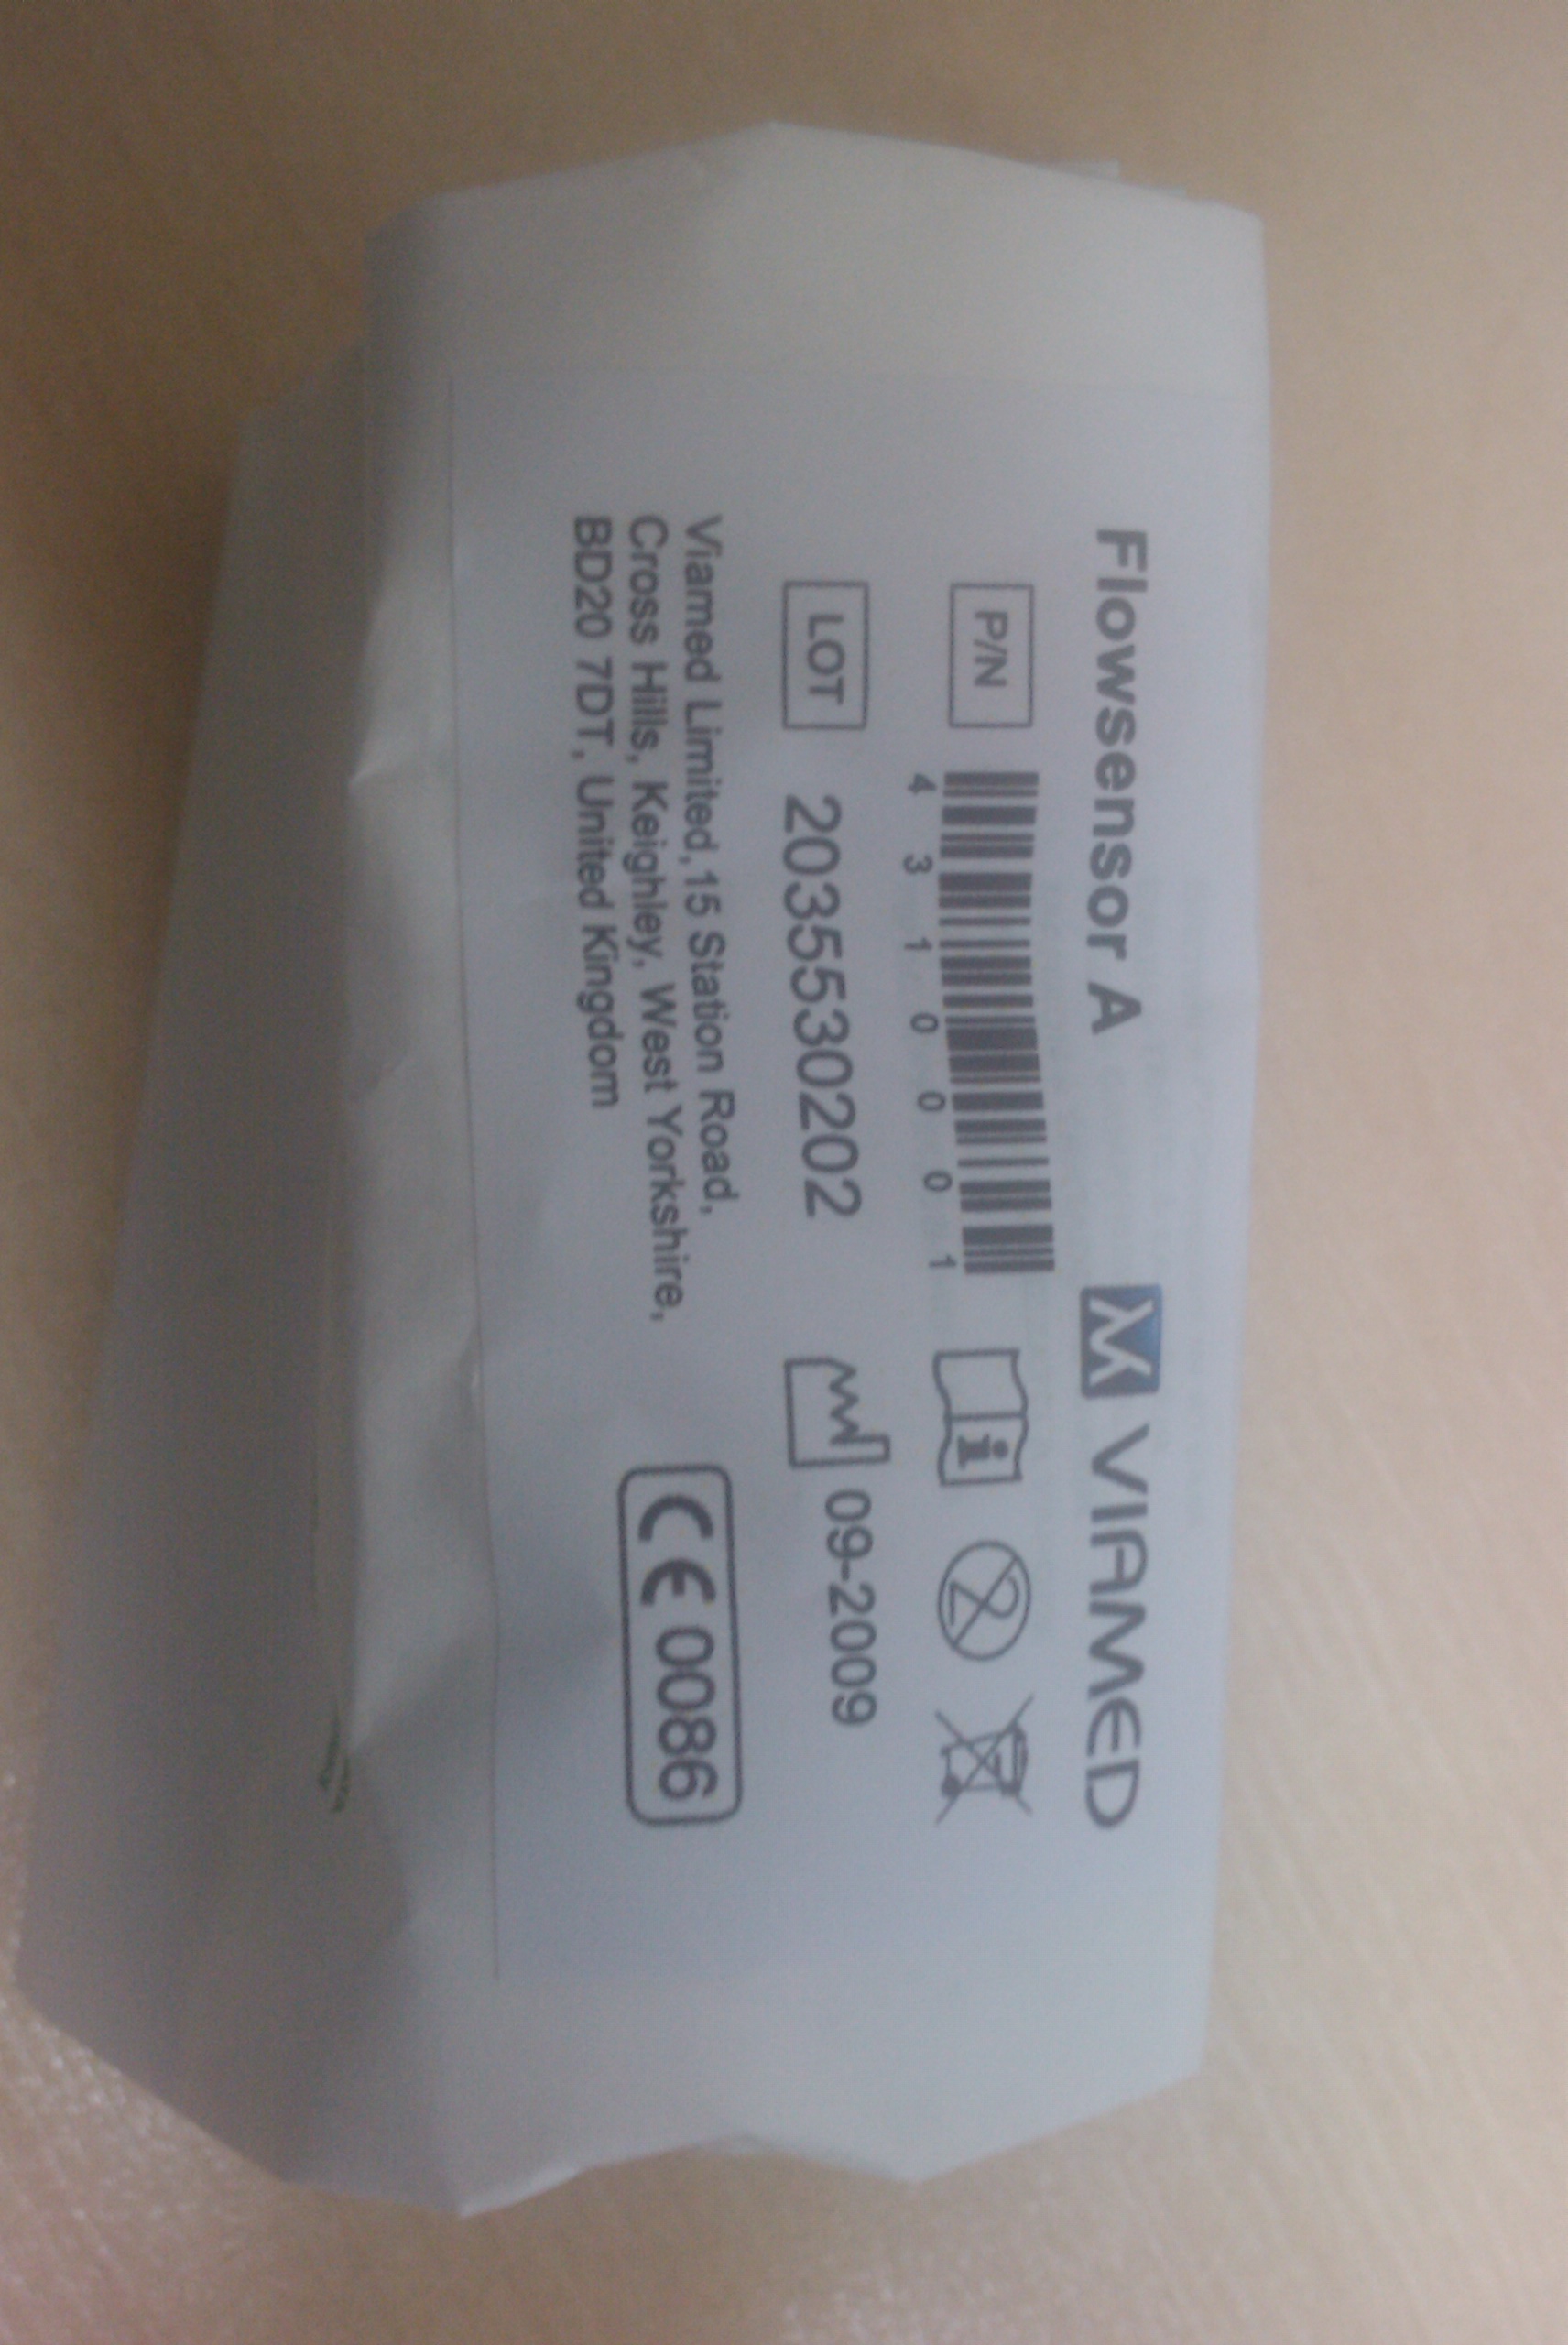 Flowsensor A
VIAMED
P/N
4 3 1 0 0 0 1
LOT
2035530202
09-2009
Viamed Limited, 15 Station Road,
Cross Hills, Keighley, West Yorkshire,
BD20 7DT, United Kingdom
CE 0086